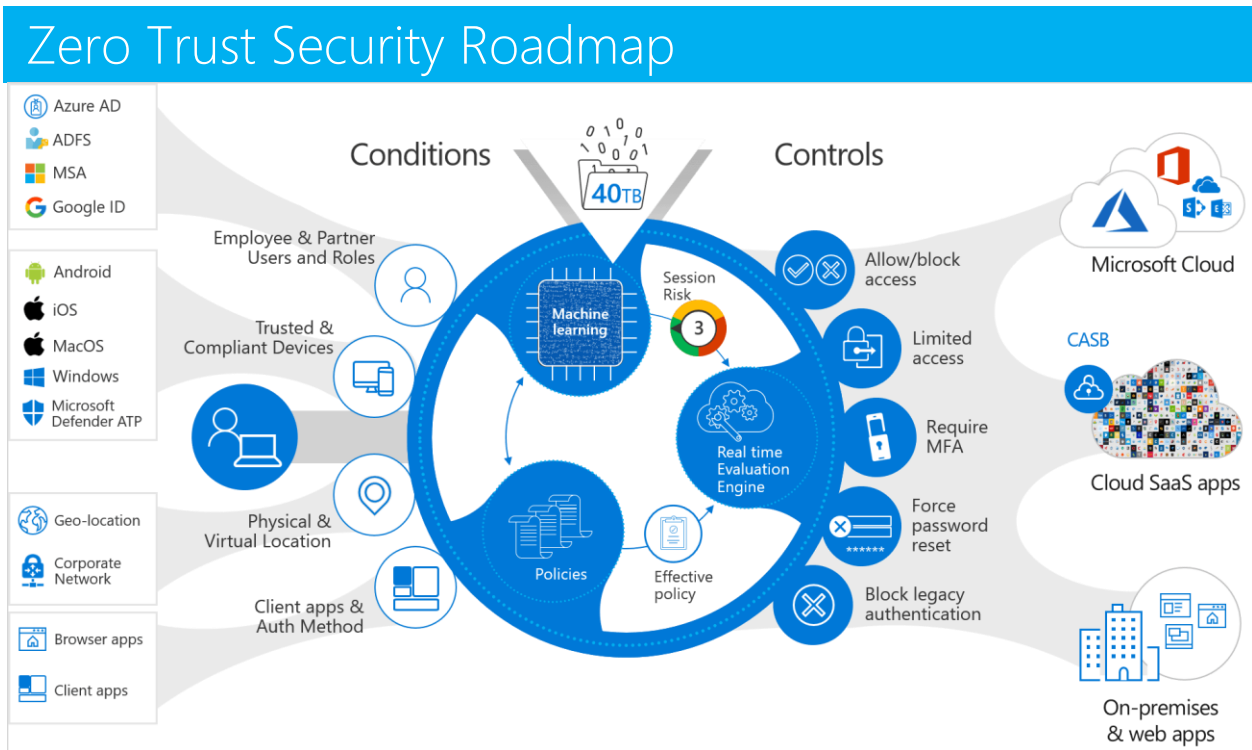 Zero Trust Security Roadmap
Azure AD
ADFS
MSA
Google ID
Android
iOS
MacOS
Windows
Microsoft
Defender ATP
Geo-location
Corporate
Network
Browser apps
Client apps
Conditions
Employee & Partner
Users and Roles
Trusted &
Compliant Devices
Physical &
Virtual Location
Client apps &
Auth Method
0 1 0 0
1 0 0 0 1
1 0 1
40TB
Machine
learning
Session
Risk
3
Real time
Evaluation
Engine
Policies
Effective
policy
Controls
Allow/block
access
Limited
access
Require
MFA
Force
password
reset
******
Block legacy
authentication
S
E
Microsoft Cloud
CASB
Cloud SaaS apps
On-premises
& web apps